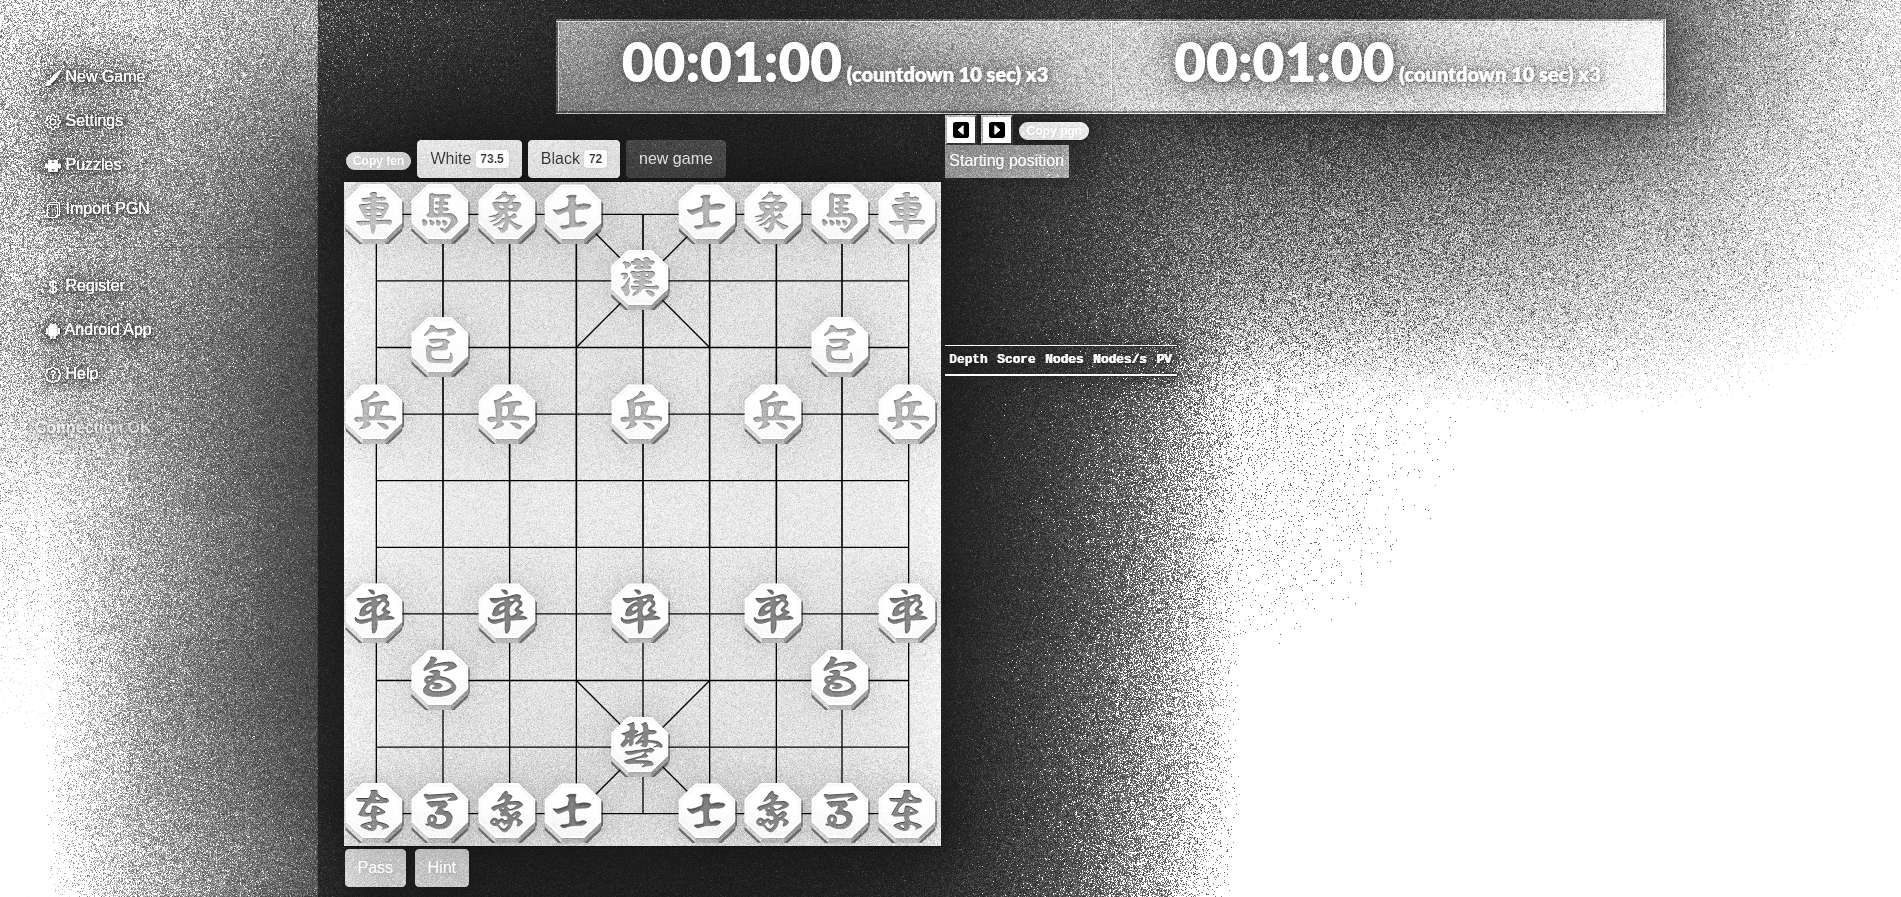 New Game
Settings
Puzzles
Import PGN
Register
Android App
Help
Connection OK
00:01:00 (countdown 10 sec) x3
00:01:00 (countdown 10 sec) x3
Copy fen
White 73.5
Black 72
new game
Copy pgn
Starting position
Depth Score Nodes Nodes/s PV
車 馬 象 士 士 象 馬 車
漢
包 包
兵 兵 兵 兵 兵
卒 卒 卒 卒 卒
包 包
楚
车 马 象 士 士 象 马 车
Pass
Hint